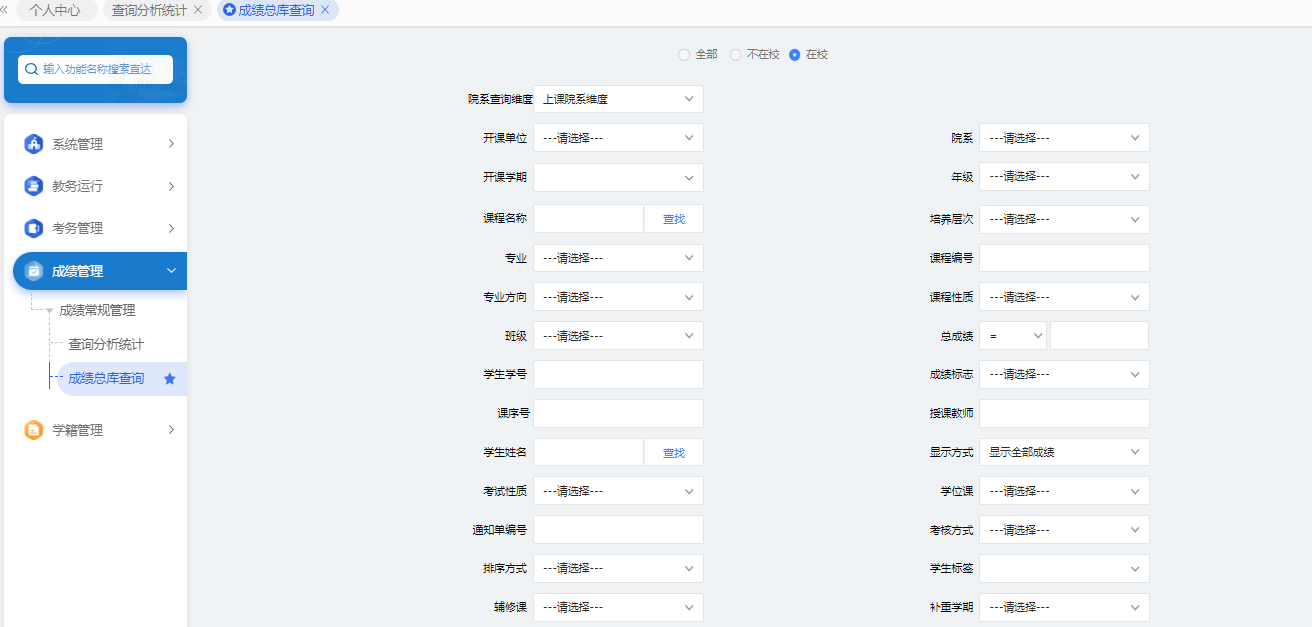 个人中心 查询分析统计 成绩总库查询
输入功能名称搜索直达
系统管理
教务运行
考务管理
成绩管理
成绩常规管理
查询分析统计
成绩总库查询
学籍管理
全部 不在校 在校
院系查询维度 上课院系维度
开课单位 ---请选择--- 院系 ---请选择---
开课学期 年级 ---请选择---
课程名称 查找 培养层次 ---请选择---
专业 ---请选择--- 课程编号
专业方向 ---请选择--- 课程性质 ---请选择---
班级 ---请选择--- 总成绩 =
学生学号 成绩标志 ---请选择---
课序号 授课教师
学生姓名 查找 显示方式 显示全部成绩
考试性质 ---请选择--- 学位课 ---请选择---
通知单编号 考核方式 ---请选择---
排序方式 ---请选择--- 学生标签
辅修课 ---请选择--- 补重学期 ---请选择---